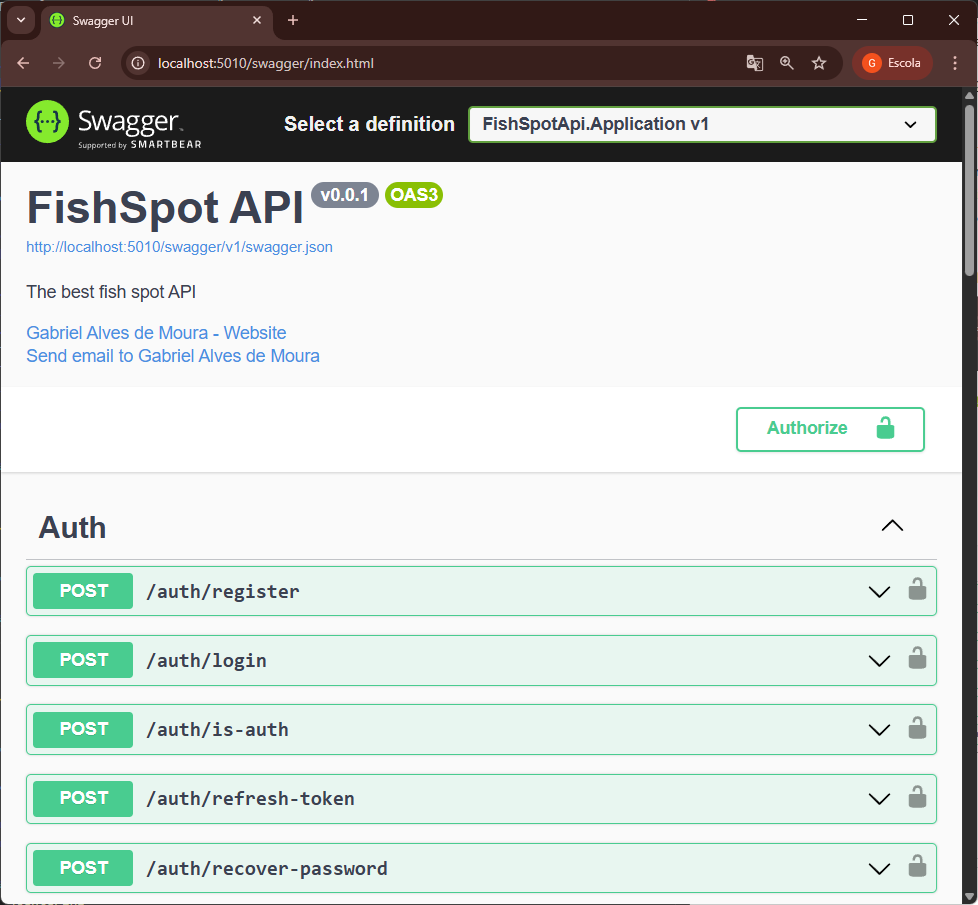 Swagger UI
localhost:5010/swagger/index.html
G
Escola
Swagger
Supported by SMARTBEAR
Select a definition
FishSpotApi.Application v1
FishSpot API
v0.0.1
OAS3
http://localhost:5010/swagger/v1/swagger.json
The best fish spot API
Gabriel Alves de Moura - Website
Send email to Gabriel Alves de Moura
Authorize
Auth
POST /auth/register
POST /auth/login
POST /auth/is-auth
POST /auth/refresh-token
POST /auth/recover-password